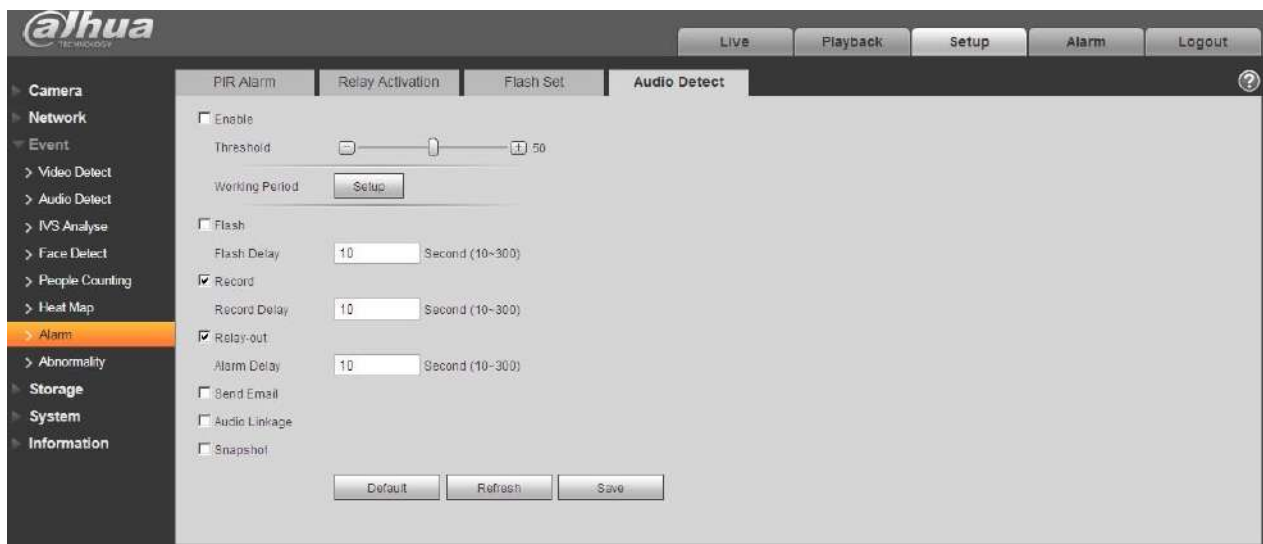 alhua
TECHNOLOGY
Live Playback Setup Alarm Logout
PIR Alarm Relay Activation Flash Set Audio Detect ?
Camera
Network
Event
Video Detect
Audio Detect
IVS Analyse
Face Detect
People Counting
Heat Map
Alarm
Abnormality
Storage
System
Information
Enable
Threshold 50
Working Period Setup
Flash
Flash Delay 10 Second (10~300)
Record
Record Delay 10 Second (10~300)
Relay-out
Alarm Delay 10 Second (10~300)
Send Email
Audio Linkage
Snapshot
Default Refresh Save